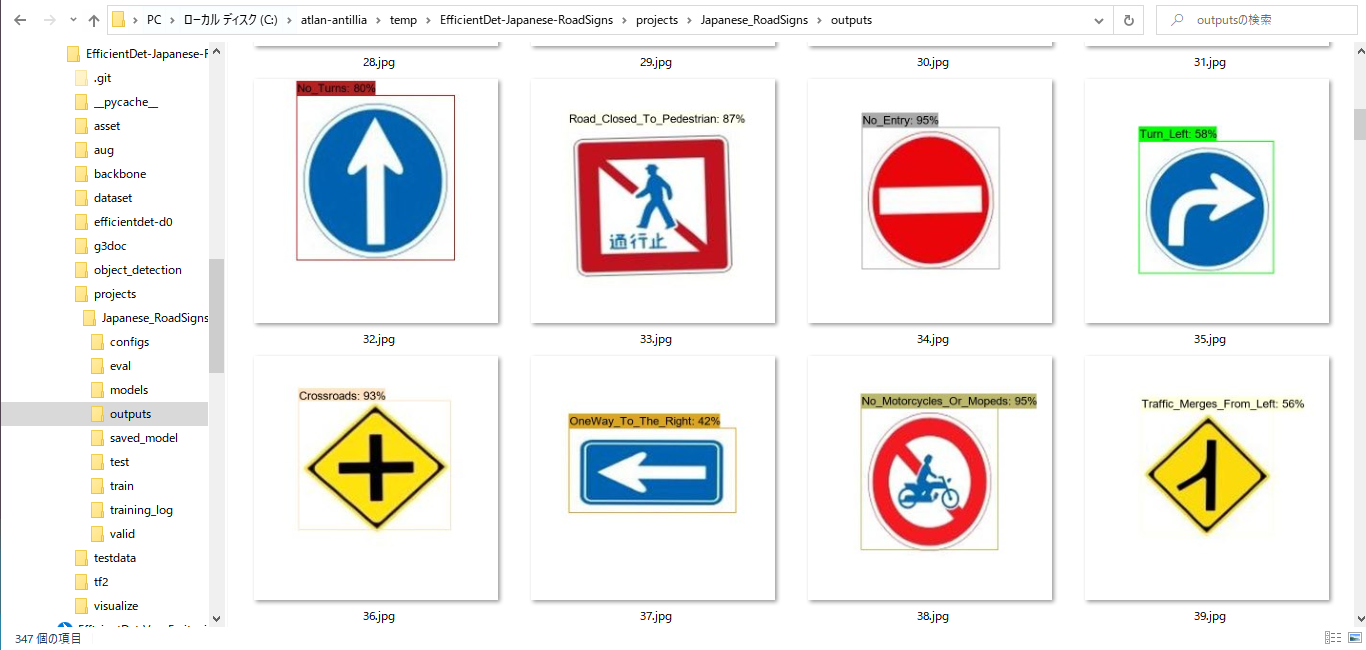 PC > ローカル ディスク (C:) > atlan-antillia > temp > EfficientDet-Japanese-RoadSigns > projects > Japanese_RoadSigns > outputs
outputsの検索
EfficientDet-Japanese-R
.git
__pycache__
asset
aug
backbone
dataset
efficientdet-d0
g3doc
object_detection
projects
Japanese_RoadSigns
configs
eval
models
outputs
saved_model
test
train
training_log
valid
testdata
tf2
visualize
28.jpg
29.jpg
30.jpg
31.jpg
No_Turns: 80%
Road_Closed_To_Pedestrian: 87%
通行止
No_Entry: 95%
Turn_Left: 58%
32.jpg
33.jpg
34.jpg
35.jpg
Crossroads: 93%
OneWay_To_The_Right: 42%
No_Motorcycles_Or_Mopeds: 95%
Traffic_Merges_From_Left: 56%
36.jpg
37.jpg
38.jpg
39.jpg
347 個の項目